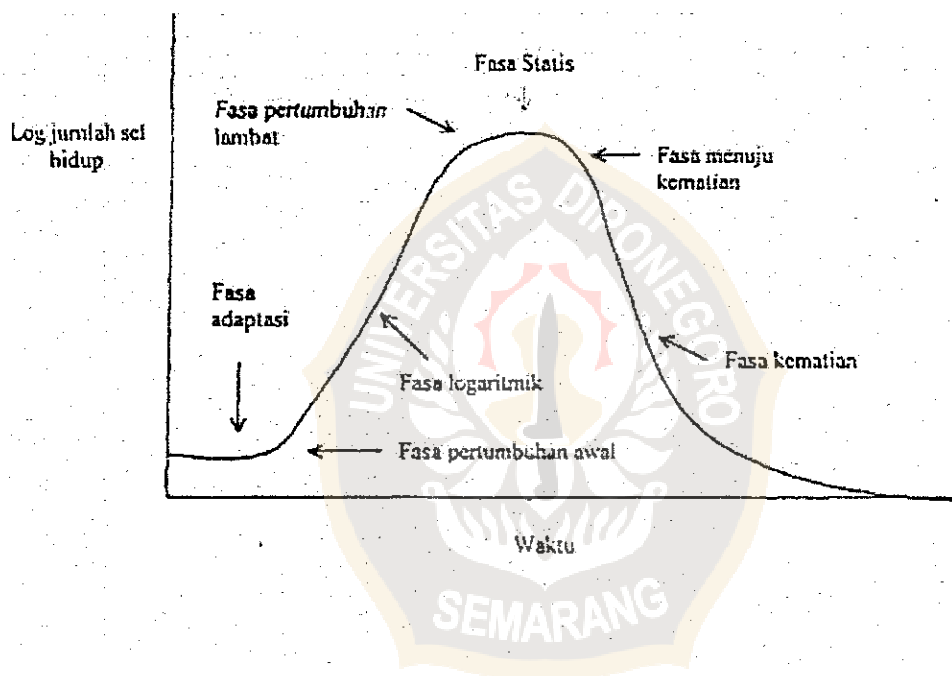 Fasa Statis
Fasa pertumbuhan
lambat
Log jumlah sel
hidup
Fasa menuju
kematian
Fasa
adaptasi
Fasa kematian
Fasa logaritmik
Fasa pertumbuhan awal
Waktu
UNIVERSITAS DIPONEGORO
SEMARANG